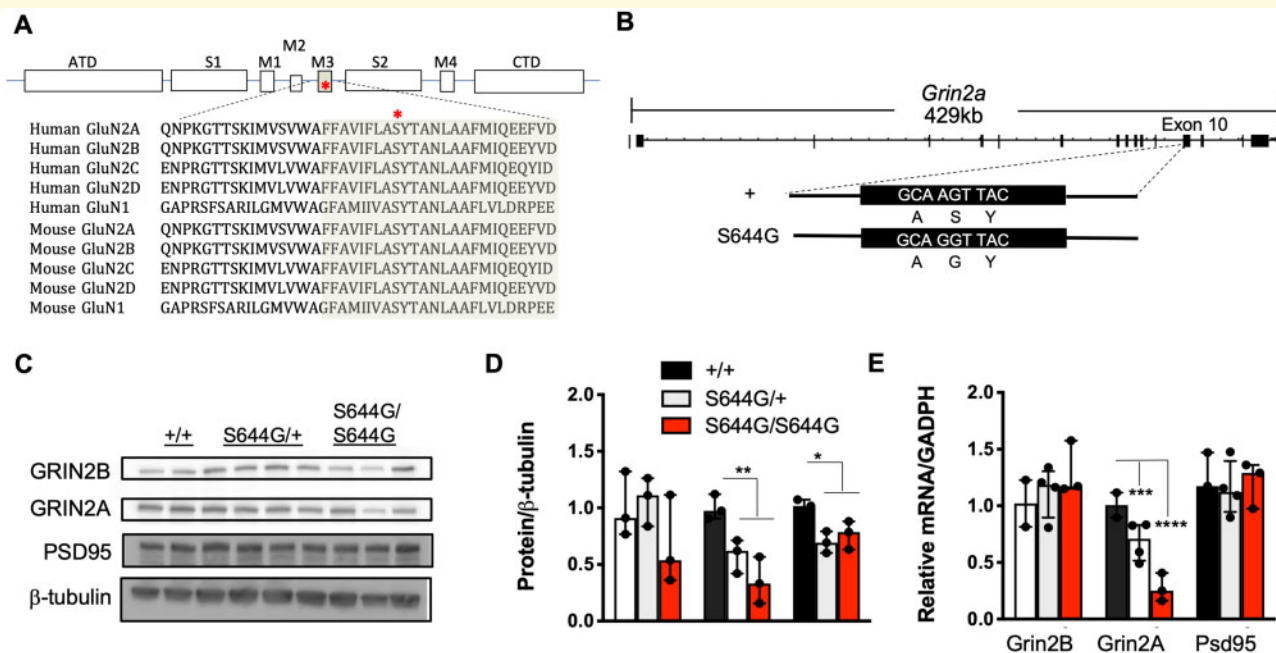 A
ATD S1 M1 M2 M3 S2 M4 CTD
*
*
Human GluN2A QNPKGTTSKIMVSVWAFFAVIFLASYTANLAAFMIQEEFVD
Human GluN2B QNPKGTTSKIMVSVWAFFAVIFLASYTANLAAFMIQEEYVD
Human GluN2C ENPRGTTSKIMVLVWAFFAVIFLASYTANLAAFMIQEQYID
Human GluN2D ENPRGTTSKIMVLVWAFFAVIFLASYTANLAAFMIQEEYVD
Human GluN1 GAPRSFSARILGMVWAGFAMIIVASYTANLAAFLVLDRPEE
Mouse GluN2A QNPKGTTSKIMVSVWAFFAVIFLASYTANLAAFMIQEEFVD
Mouse GluN2B QNPKGTTSKIMVSVWAFFAVIFLASYTANLAAFMIQEEYVD
Mouse GluN2C ENPRGTTSKIMVLVWAFFAVIFLASYTANLAAFMIQEQYID
Mouse GluN2D ENPRGTTSKIMVLVWAFFAVIFLASYTANLAAFMIQEEYVD
Mouse GluN1 GAPRSFSARILGMVWAGFAMIIVASYTANLAAFLVLDRPEE
B
Grin2a
429kb
Exon 10
+ GCA AGT TAC
A S Y
S644G GCA GGT TAC
A G Y
C
+/+ S644G/+ S644G/
S644G
GRIN2B
GRIN2A
PSD95
β-tubulin
D
+/+
S644G/+
S644G/S644G
Protein/β-tubulin
2.0
1.5
1.0
0.5
0.0
**
*
E
Relative mRNA/GADPH
2.0
1.5
1.0
0.5
0.0
***
****
Grin2B Grin2A Psd95